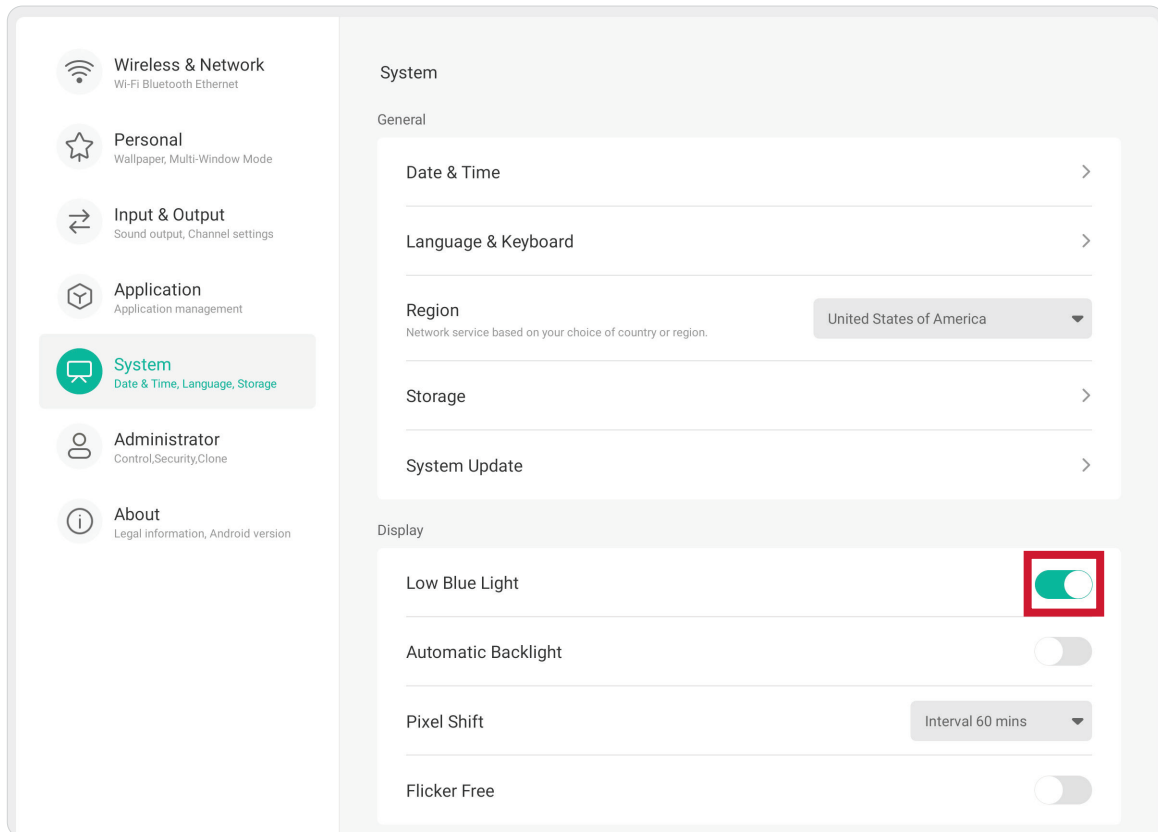 Wireless & Network
Wi-Fi Bluetooth Ethernet
Personal
Wallpaper, Multi-Window Mode
Input & Output
Sound output, Channel settings
Application
Application management
System
Date & Time, Language, Storage
Administrator
Control,Security,Clone
About
Legal information, Android version
System
General
Date & Time
Language & Keyboard
Region
Network service based on your choice of country or region.
United States of America
Storage
System Update
Display
Low Blue Light
Automatic Backlight
Pixel Shift
Interval 60 mins
Flicker Free